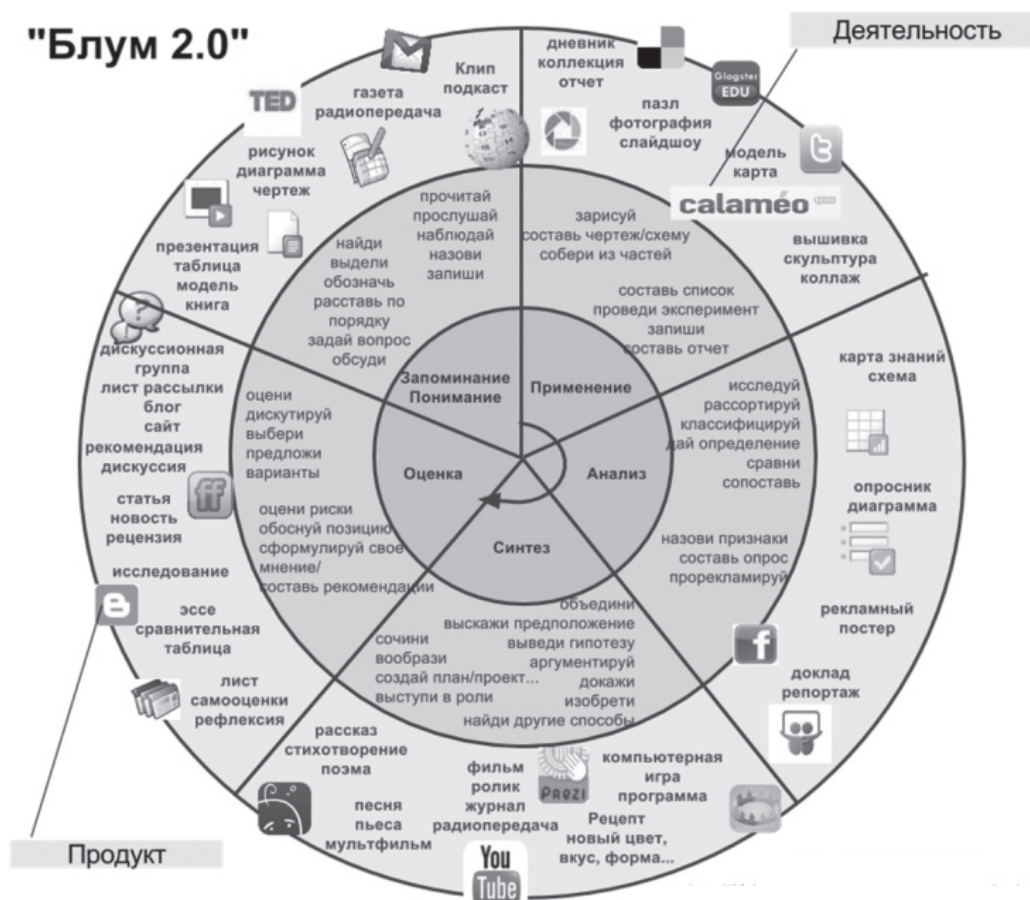 "Блум 2.0"
Деятельность
Продукт
Запоминание
Понимание
Применение
Анализ
Синтез
Оценка
прочитай
прослушай
наблюдай
назови
запиши
найди
выдели
обозначь
расставь по
порядку
задай вопрос
обсуди
зарисуй
составь чертеж/схему
собери из частей
составь список
проведи эксперимент
запиши
составь отчет
исследуй
рассортируй
классифицируй
дай определение
сравни
сопоставь
назови признаки
составь опрос
прорекламируй
объедини
выскажи предположение
выведи гипотезу
аргументируй
докажи
изобрети
найди другие способы
сочини
вообрази
создай план/проект...
выступи в роли
оцени
дискутируй
выбери
предложи
варианты
оцени риски
обоснуй позицию
сформулируй свое
мнение/
составь рекомендации
Клип
подкаст
газета
радиопередача
TED
рисунок
диаграмма
чертеж
презентация
таблица
модель
книга
дневник
коллекция
отчет
Glogster
EDU
пазл
фотография
слайдшоу
модель
карта
t
calaméo
вышивка
скульптура
коллаж
карта знаний
схема
опросник
диаграмма
рекламный
постер
f
доклад
репортаж
компьютерная
игра
программа
Рецепт
новый цвет,
вкус, форма...
PREZI
фильм
ролик
журнал
радиопередача
You
Tube
рассказ
стихотворение
поэма
песня
пьеса
мультфильм
?
дискуссионная
группа
лист рассылки
блог
сайт
рекомендация
дискуссия
ff
статья
новость
рецензия
исследование
эссе
сравнительная
таблица
лист
самооценки
рефлексия